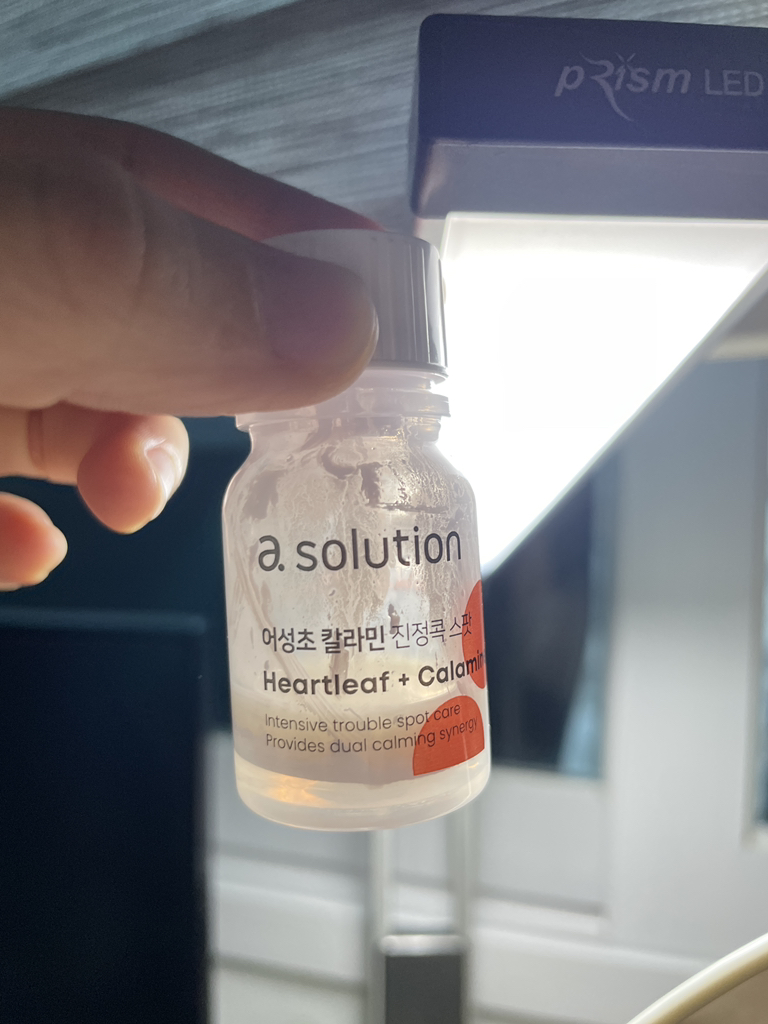 prism LED
a. solution
어성초 칼라민 진정콕 스팟
Heartleaf + Calamin
Intensive trouble spot care
Provides dual calming synergy